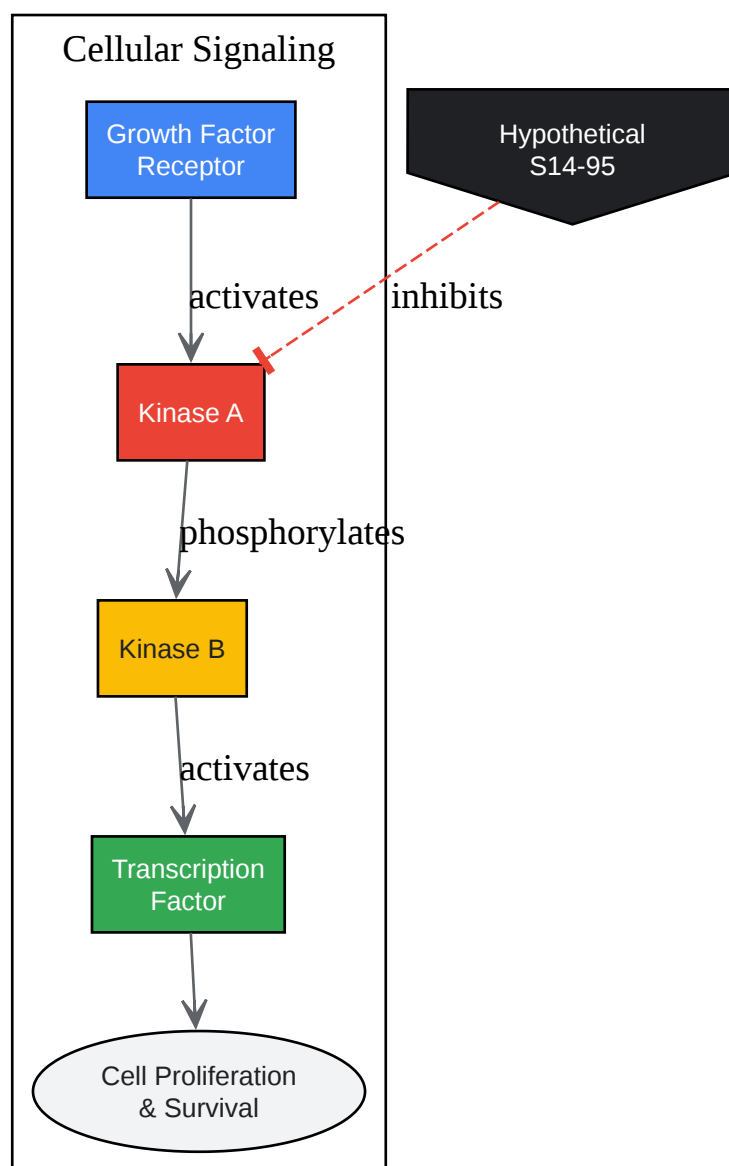 Cellular Signaling
Growth Factor
Receptor
Hypothetical
S14-95
activates
inhibits
Kinase A
phosphorylates
Kinase B
activates
Transcription
Factor
Cell Proliferation
& Survival